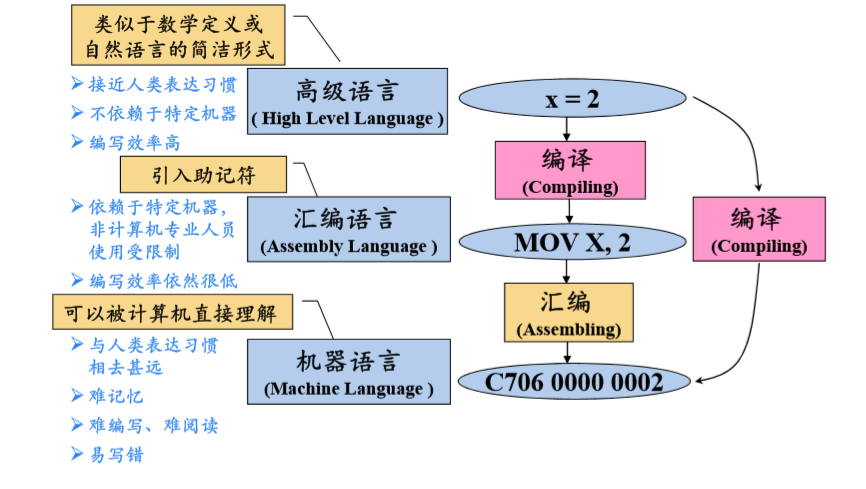 类似于数学定义或
自然语言的简洁形式
接近人类表达习惯
不依赖于特定机器
编写效率高
高级语言
( High Level Language )
x = 2
编译
(Compiling)
引入助记符
依赖于特定机器，
非计算机专业人员
使用受限制
编写效率依然很低
汇编语言
(Assembly Language )
MOV X, 2
编译
(Compiling)
汇编
(Assembling)
可以被计算机直接理解
与人类表达习惯
相去甚远
难记忆
难编写、难阅读
易写错
机器语言
(Machine Language )
C706 0000 0002